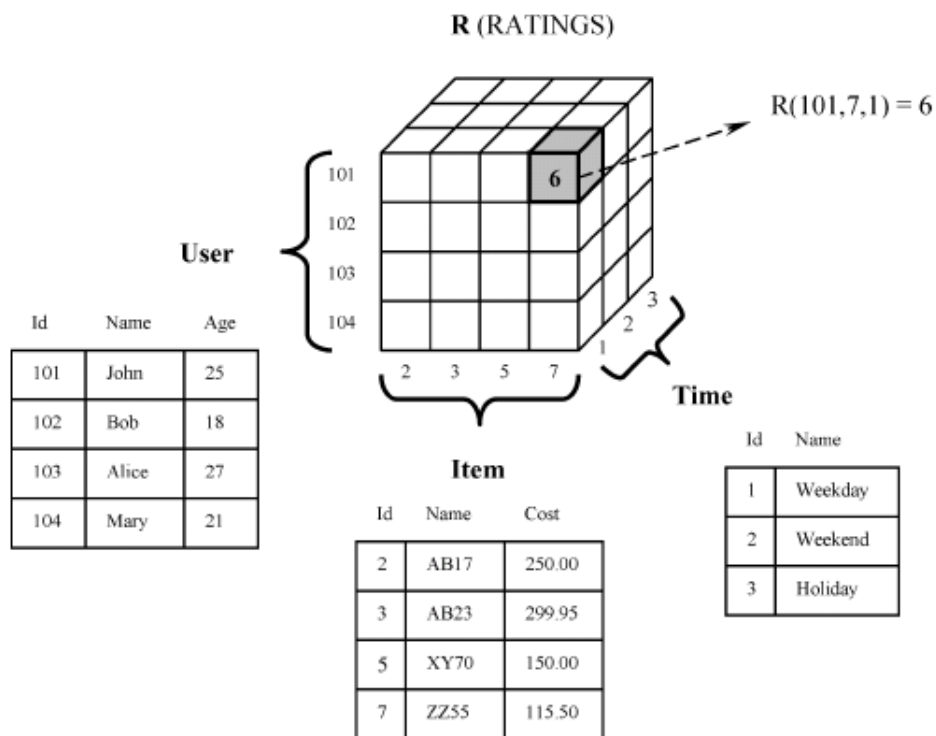 R (RATINGS)
R(101,7,1) = 6
6
101
102
103
104
User
2 3 5 7
1
2
3
Time
Item
Id Name Age
101 John 25
102 Bob 18
103 Alice 27
104 Mary 21
Id Name Cost
2 AB17 250.00
3 AB23 299.95
5 XY70 150.00
7 ZZ55 115.50
Id Name
1 Weekday
2 Weekend
3 Holiday